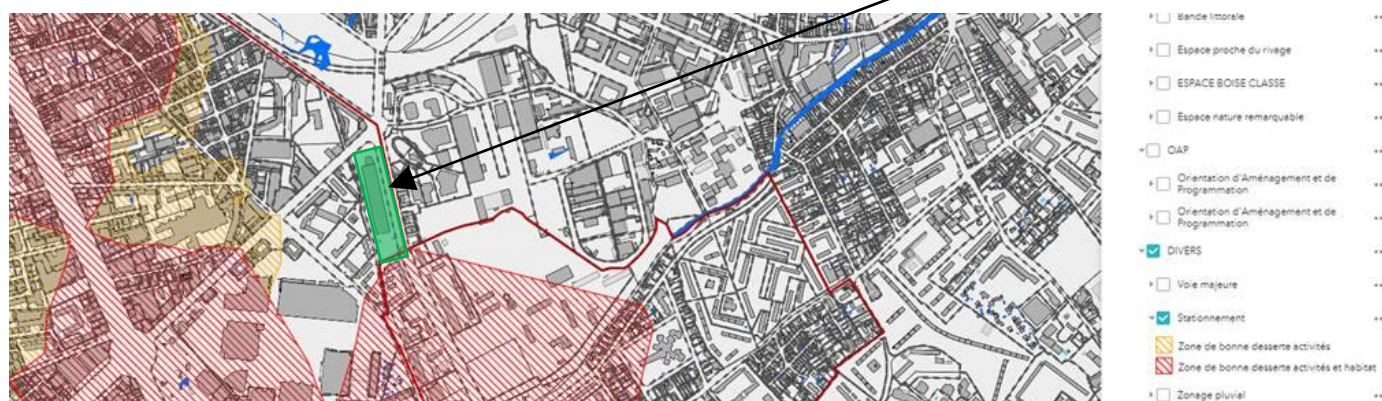 Bande littorale
Espace proche du rivage
ESPACE BOISE CLASSE
Espace nature remarquable
OAP
Orientation d'Aménagement et de
Programmation
Orientation d'Aménagement et de
Programmation
DIVERS
Voie majeure
Stationnement
Zone de bonne desserte activités
Zone de bonne desserte activités et habitat
Zonage pluvial